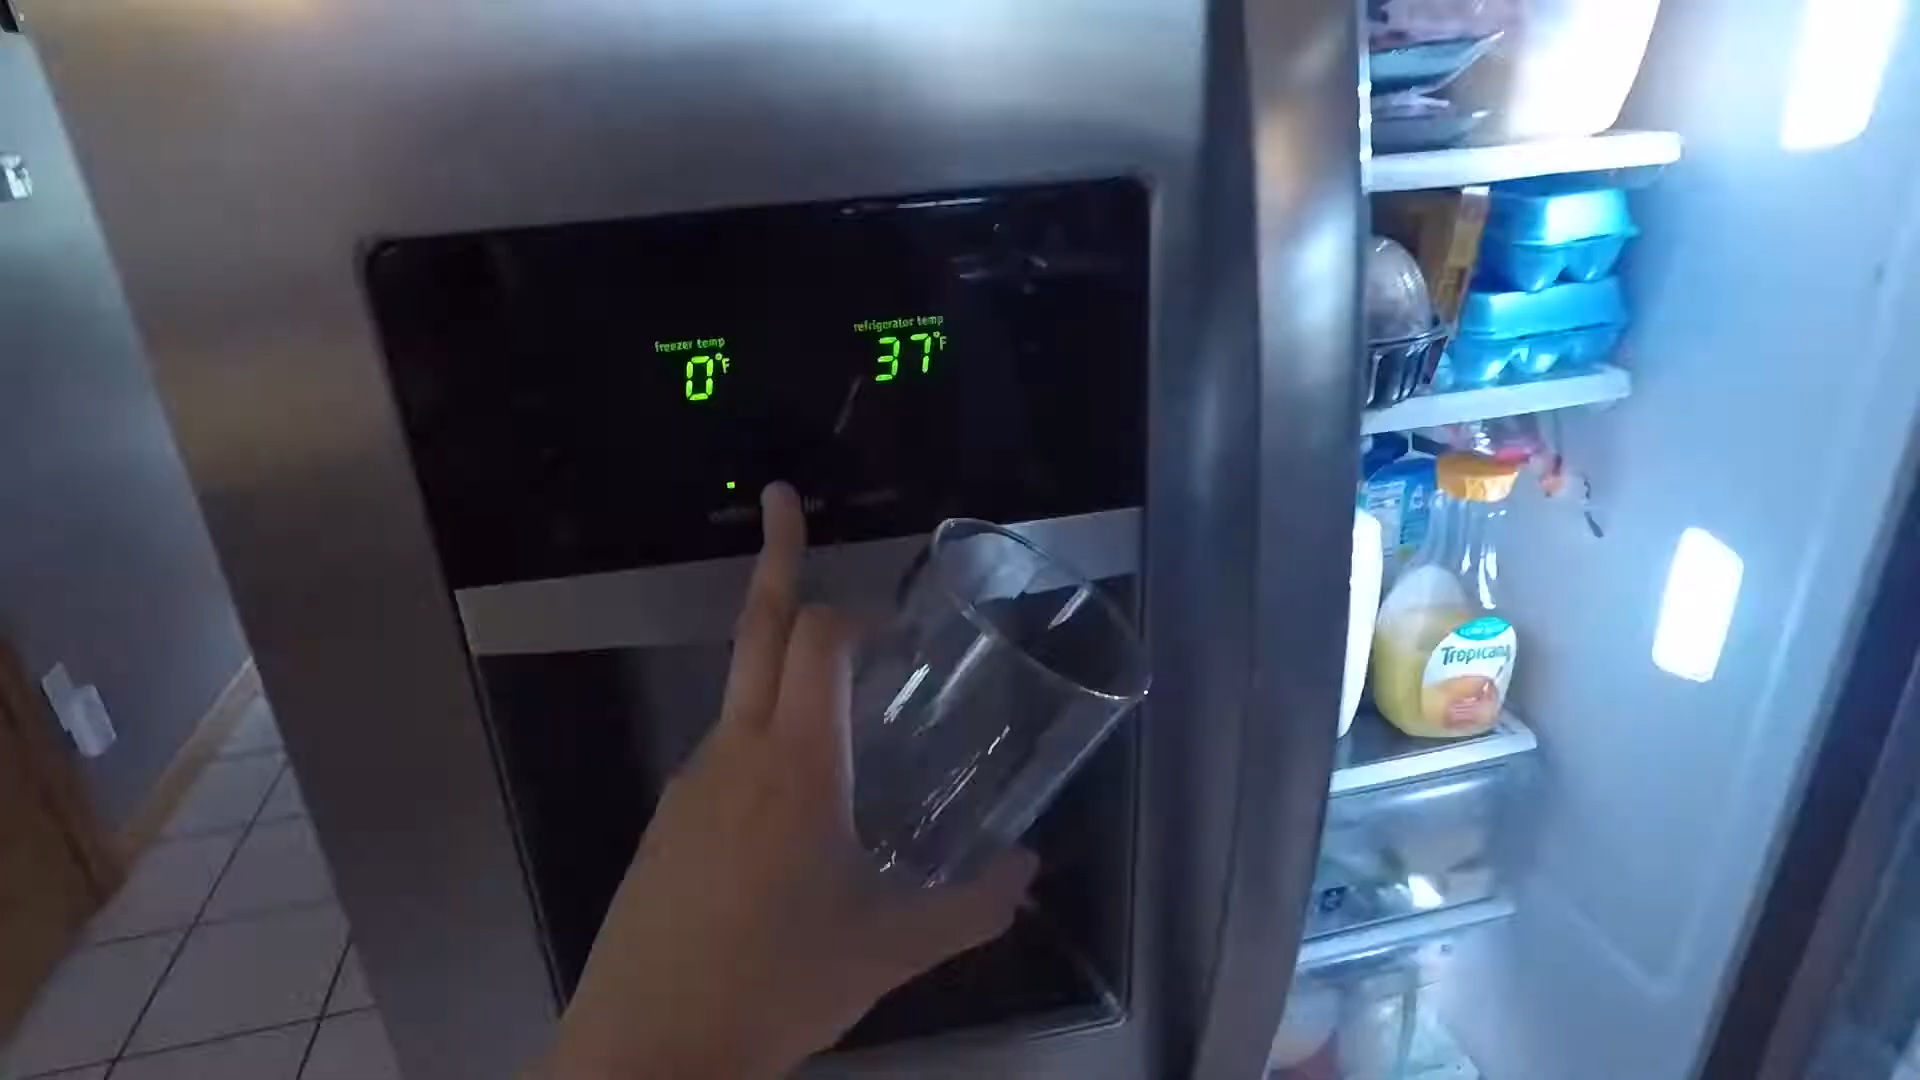 freezer temp
0°F
refrigerator temp
37°F
Tropicana